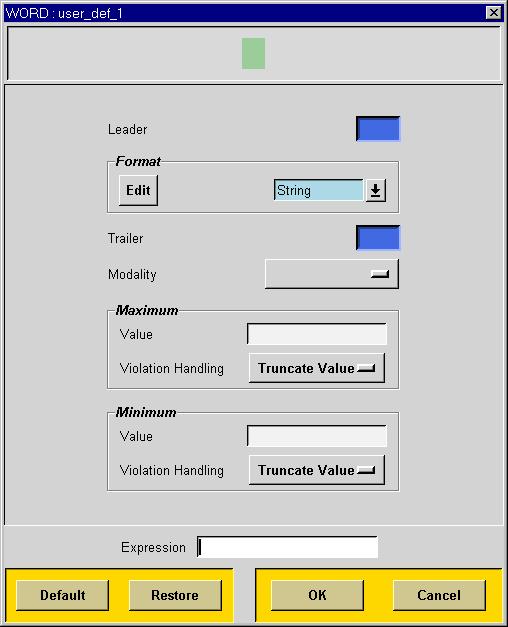 WORD : user_def_1
Leader
Format
Edit String
Trailer
Modality
Maximum
Value
Violation Handling Truncate Value
Minimum
Value
Violation Handling Truncate Value
Expression
Default Restore OK Cancel